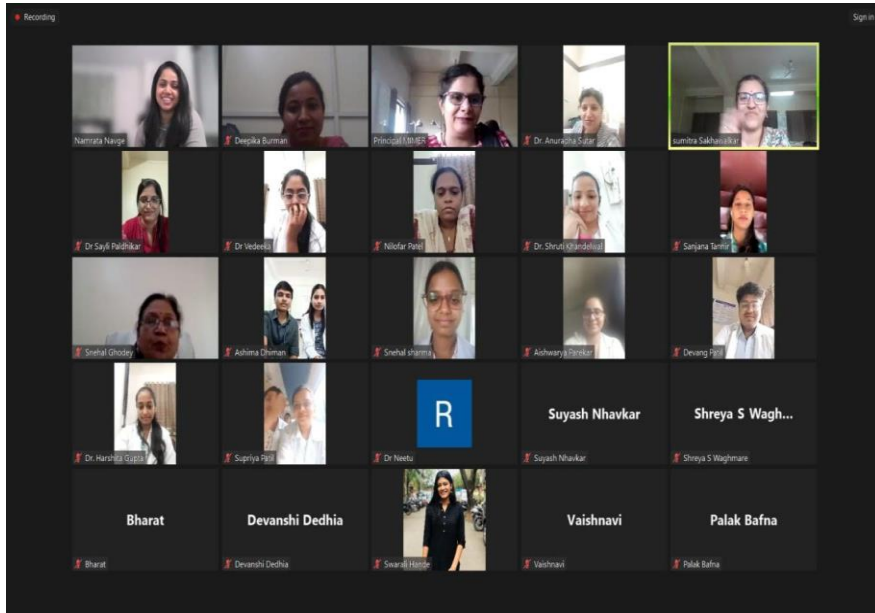 Recording
Sign in
Namrata Navge
Deepika Burman
Principal MIMER
Dr. Anuradha Sutar
sumitra Sakhawalkar
Dr Sayli Paldhikar
Dr Vedeeka
Nilofar Patel
Dr. Shruti Khandelwal
Sanjana Tannir
Snehal Ghodey
Ashima Dhiman
Snehal sharma
Aishwarya Parekar
Devang Patil
Dr. Harshita Gupta
Supriya Patil
R
Dr Neetu
Suyash Nhavkar
Suyash Nhavkar
Shreya S Wagh...
Shreya S Waghmare
Bharat
Bharat
Devanshi Dedhia
Devanshi Dedhia
Swarali Hande
Vaishnavi
Vaishnavi
Palak Bafna
Palak Bafna